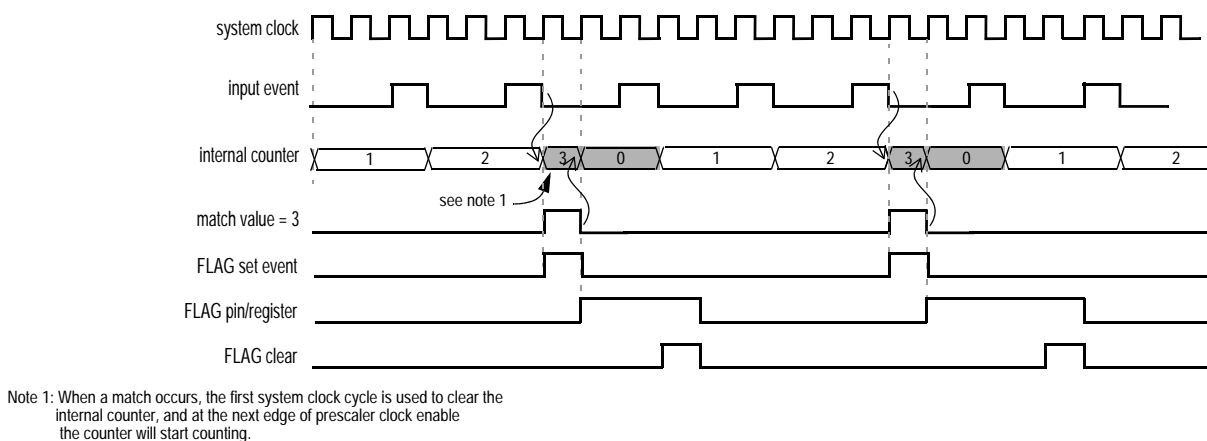 system clock
input event
internal counter
1 2 3 0 1 2 3 0 1 2
see note 1
match value = 3
FLAG set event
FLAG pin/register
FLAG clear
Note 1: When a match occurs, the first system clock cycle is used to clear the
internal counter, and at the next edge of prescaler clock enable
the counter will start counting.